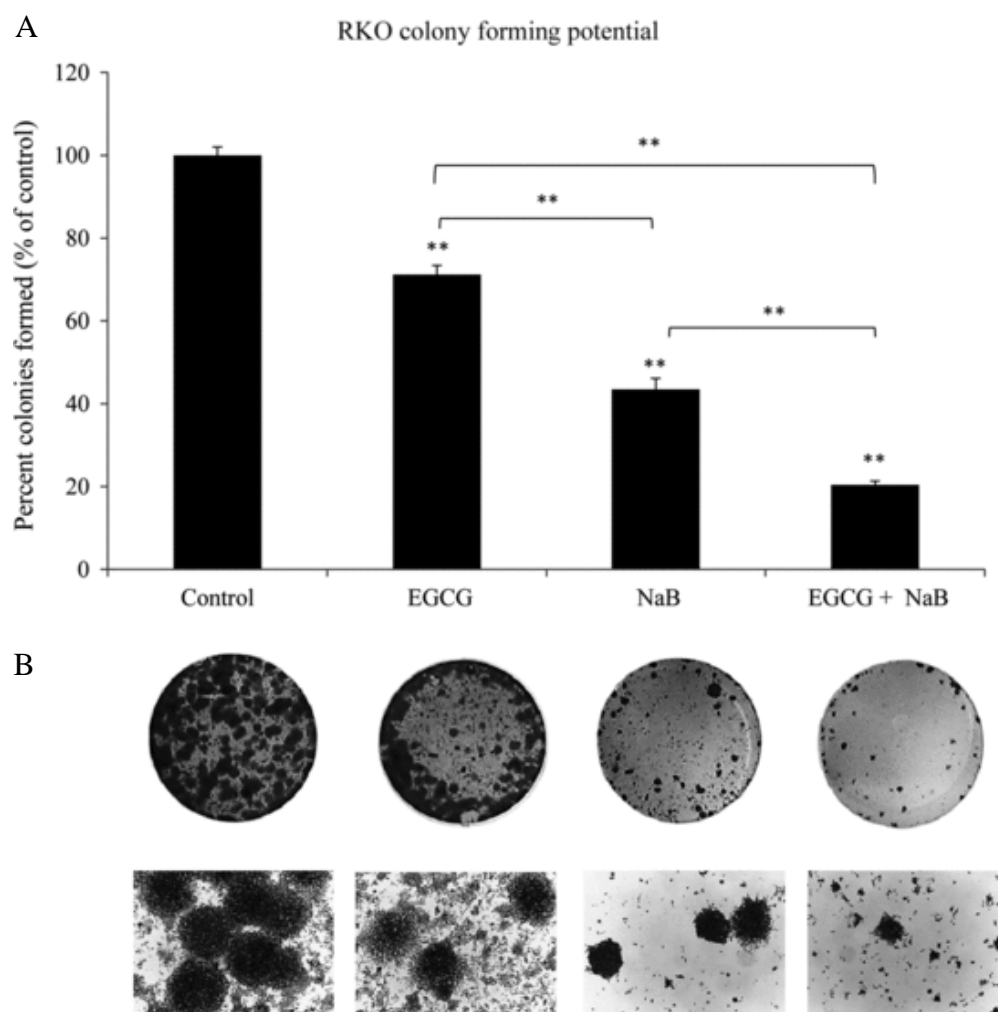 A
RKO colony forming potential
Percent colonies formed (% of control)
120
100
80
60
40
20
0
**
**
**
**
**
**
Control
EGCG
NaB
EGCG + NaB
B